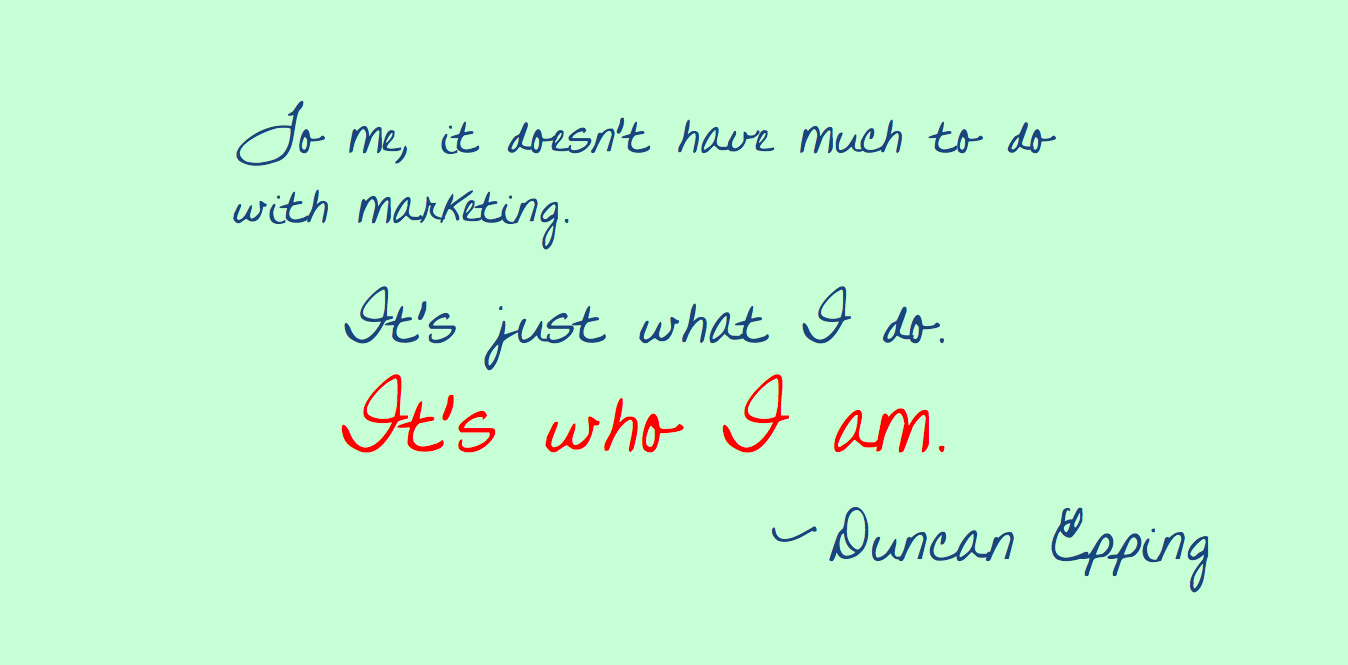 To me, it doesn't have much to do
with marketing.
It's just what I do.
It's who I am.
~Duncan Epping